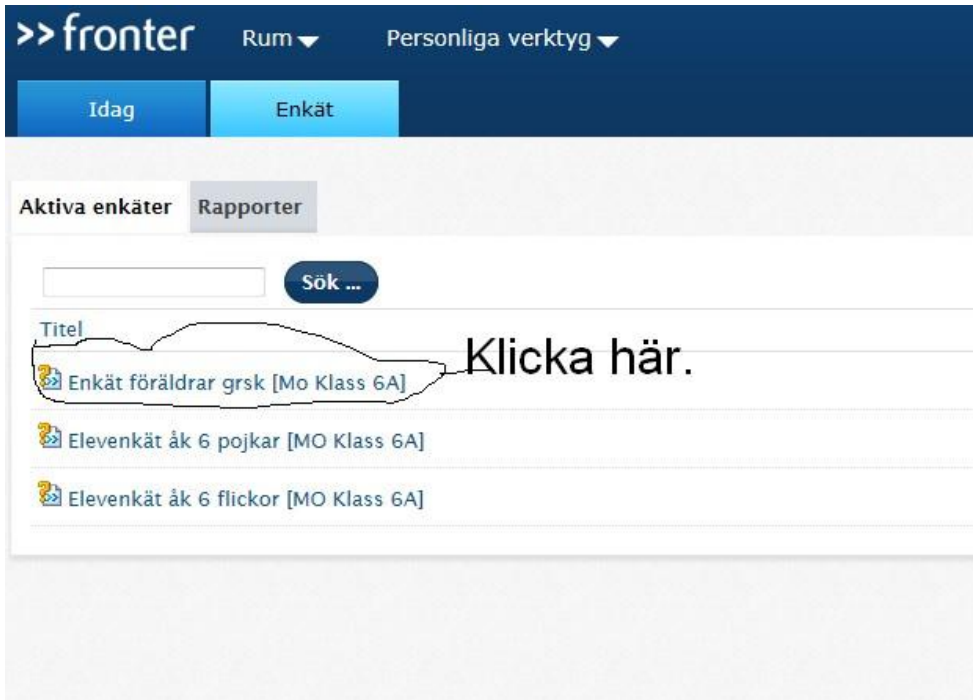 >> fronter Rum Personliga verktyg
Idag Enkät
Aktiva enkäter Rapporter
Sök ...
Titel
Klicka här.
Enkät föräldrar grsk [Mo Klass 6A]
Elevenkät åk 6 pojkar [MO Klass 6A]
Elevenkät åk 6 flickor [MO Klass 6A]